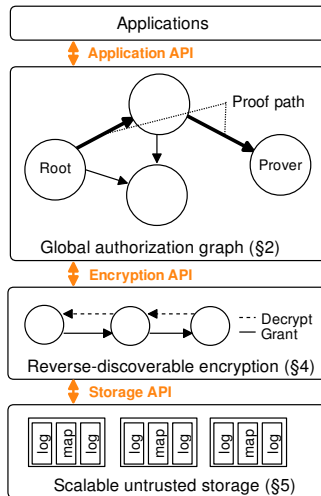 Applications
Application API
Proof path
Root
Prover
Global authorization graph (§2)
Encryption API
Decrypt
Grant
Reverse-discoverable encryption (§4)
Storage API
log map log log map log log map log
Scalable untrusted storage (§5)